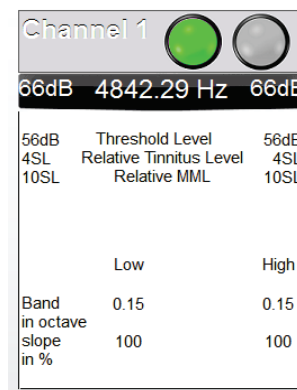 Channel 1
66dB 4842.29 Hz 66dB
56dB Threshold Level 56dB
4SL Relative Tinnitus Level 4SL
10SL Relative MML 10SL
Low High
Band 0.15 0.15
in octave
slope 100 100
in %